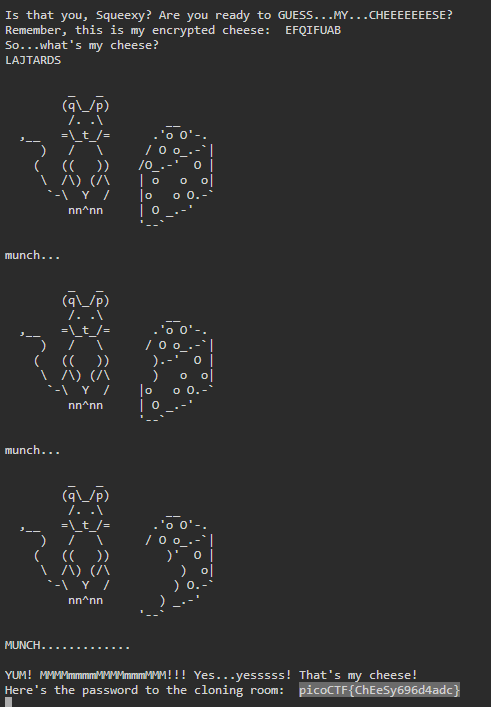 Is that you, Squeexy? Are you ready to GUESS...MY...CHEEEEEEESE?
Remember, this is my encrypted cheese:  EFQIFUAB
So...what's my cheese?
LAJTARDS
         _   _
        (q\_/p)
         /. .\         __
  ,__   =\_t_/=      .'o O'-.
     )   /   \      / O o_.-`|
    (   ((   ))    /O_.-'  O |
     \  /\) (/\    | o   o  o|
      `-\  Y  /    |o   o O.-`
         nn^nn     | O _.-'
                   '--`
munch...
         _   _
        (q\_/p)
         /. .\         __
  ,__   =\_t_/=      .'o O'-.
     )   /   \      / O o_.-`|
    (   ((   ))      ).-'  O |
     \  /\) (/\      )   o  o|
      `-\  Y  /    |o   o O.-`
         nn^nn     | O _.-'
                   '--`
munch...
         _   _
        (q\_/p)
         /. .\         __
  ,__   =\_t_/=      .'o O'-.
     )   /   \      / O o_.-`|
    (   ((   ))        )'  O |
     \  /\) (/\          )  o|
      `-\  Y  /         ) O.-`
         nn^nn        ) _.-'
                   '--`
MUNCH.............
YUM! MMMMmmmmMMMMmmmMMM!!! Yes...yesssss! That's my cheese!
Here's the password to the cloning room:  picoCTF{ChEeSy696d4adc}